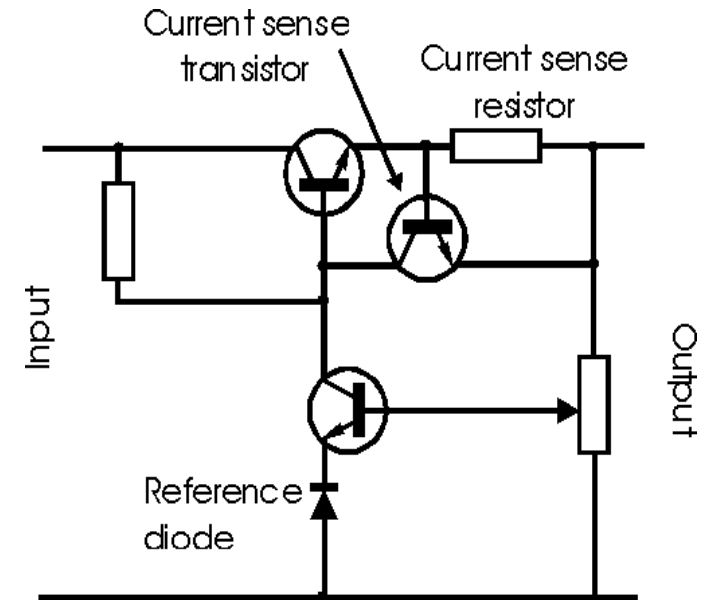 Current sense
transistor
Current sense
resistor
Input
Output
Reference
diode